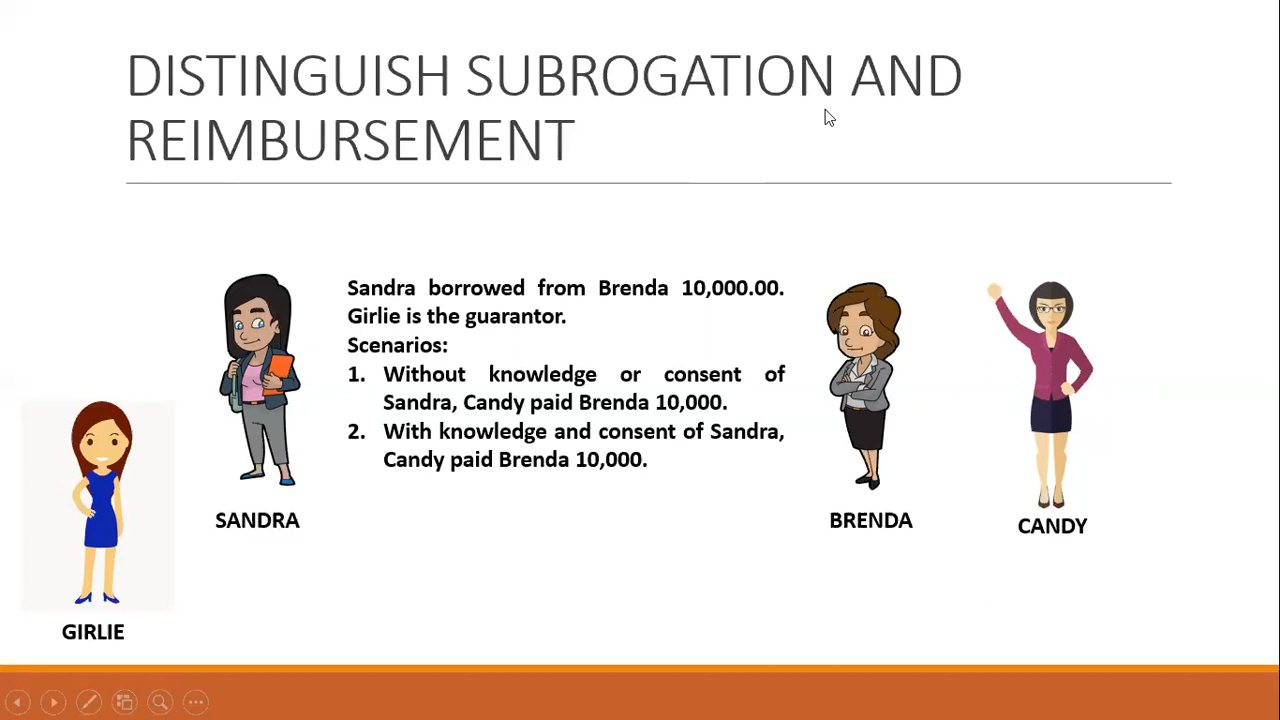 DISTINGUISH SUBROGATION AND
REIMBURSEMENT
Sandra borrowed from Brenda 10,000.00.
Girlie is the guarantor.
Scenarios:
1. Without knowledge or consent of
Sandra, Candy paid Brenda 10,000.
2. With knowledge and consent of Sandra,
Candy paid Brenda 10,000.
SANDRA
BRENDA
CANDY
GIRLIE